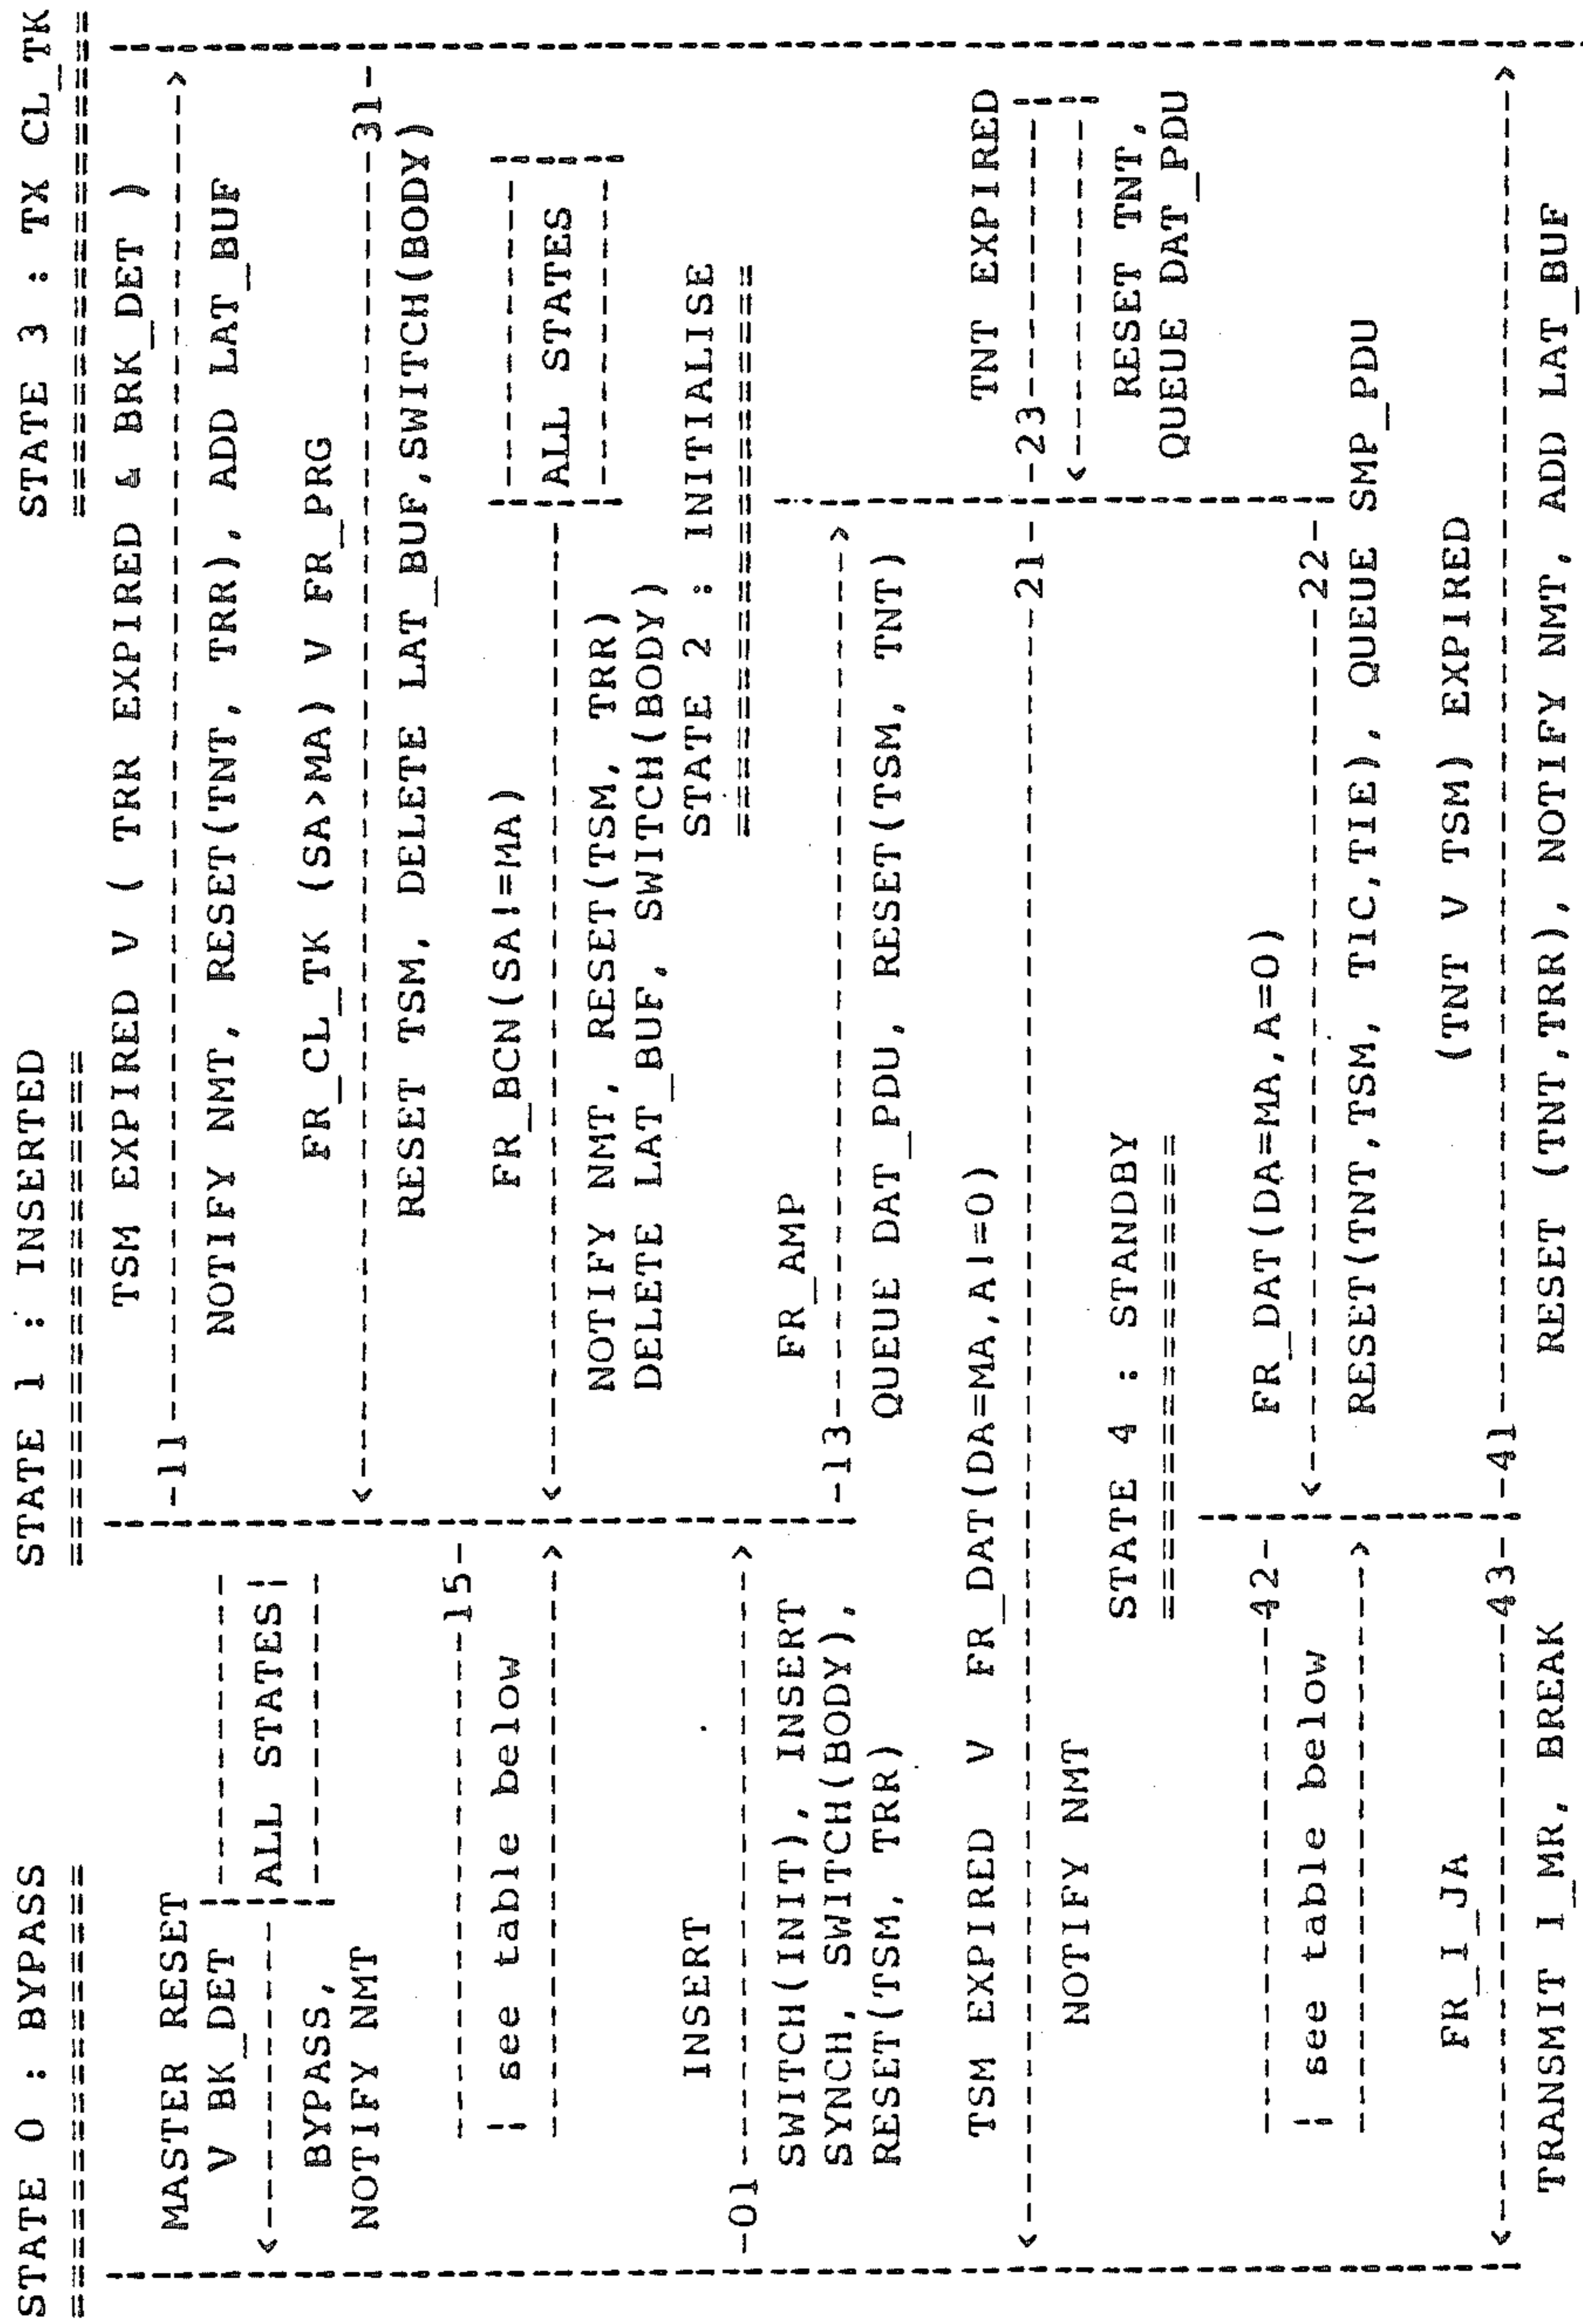 STATE 0 : BYPASS STATE 1 : INSERTED STATE 3 : TX CL_TK
MASTER RESET
V BK_DET
ALL STATES
BYPASS,
NOTIFY NMT
TSM EXPIRED V ( TRR EXPIRED & BRK_DET )
-11-
NOTIFY NMT, RESET(TNT, TRR), ADD LAT_BUF
FR_CL_TK (SA>MA) V FR_PRG
-31-
RESET TSM, DELETE LAT_BUF,SWITCH(BODY)
-15-
see table below
FR_BCN(SA!=MA)
ALL STATES
NOTIFY NMT, RESET(TSM, TRR)
DELETE LAT_BUF, SWITCH(BODY)
STATE 2 : INITIALISE
INSERT
-01-
SWITCH(INIT), INSERT
SYNCH, SWITCH(BODY),
RESET(TSM, TRR)
FR_AMP
-13-
QUEUE DAT_PDU, RESET(TSM, TNT)
TSM EXPIRED V FR_DAT(DA=MA,A!=0)
-21-
NOTIFY NMT
TNT EXPIRED
-23-
RESET TNT,
QUEUE DAT_PDU
STATE 4 : STANDBY
-42-
see table below
FR_DAT(DA=MA,A=0)
-22-
RESET(TNT,TSM, TIC,TIE), QUEUE SMP_PDU
FR_I_JA
-43-
TRANSMIT I_MR, BREAK
(TNT V TSM) EXPIRED
-41-
RESET (TNT,TRR), NOTIFY NMT, ADD LAT_BUF